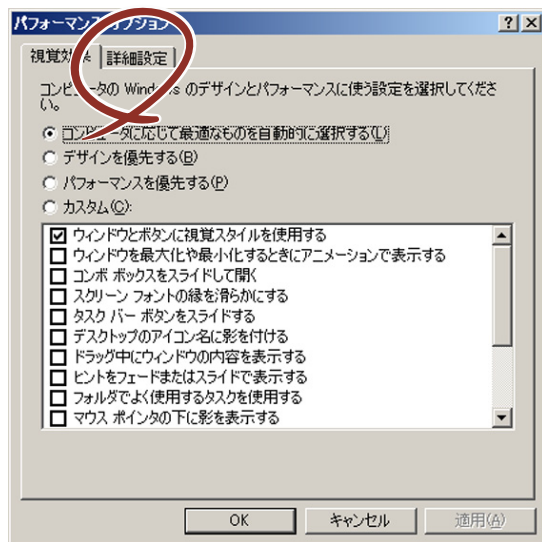 パフォーマンス オプション
視覚効果 詳細設定
コンピュータの Windows のデザインとパフォーマンスに使う設定を選択してくださ
い。
コンピュータに応じて最適なものを自動的に選択する(L)
デザインを優先する(B)
パフォーマンスを優先する(P)
カスタム(C):
ウィンドウとボタンに視覚スタイルを使用する
ウィンドウを最大化や最小化するときにアニメーションで表示する
コンボ ボックスをスライドして開く
スクリーン フォントの縁を滑らかにする
タスク バー ボタンをスライドする
デスクトップのアイコン名に影を付ける
ドラッグ中にウィンドウの内容を表示する
ヒントをフェードまたはスライドで表示する
フォルダでよく使用するタスクを使用する
マウス ポインタの下に影を表示する
OK キャンセル 適用(A)